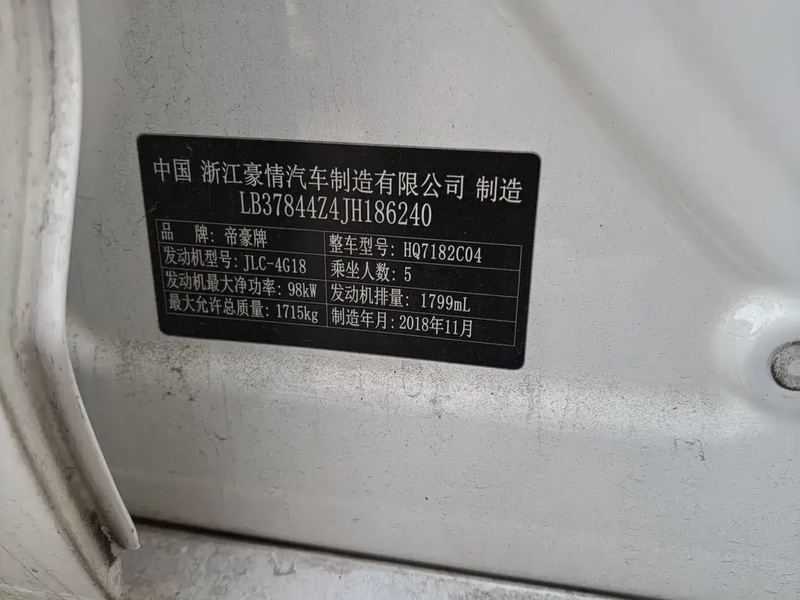 中国 浙江豪情汽车制造有限公司 制造
LB37844Z4JH186240
品 牌: 帝豪牌 整车型号: HQ7182C04
发动机型号: JLC-4G18 乘坐人数: 5
发动机最大净功率: 98kW 发动机排量: 1799mL
最大允许总质量: 1715kg 制造年月: 2018年11月